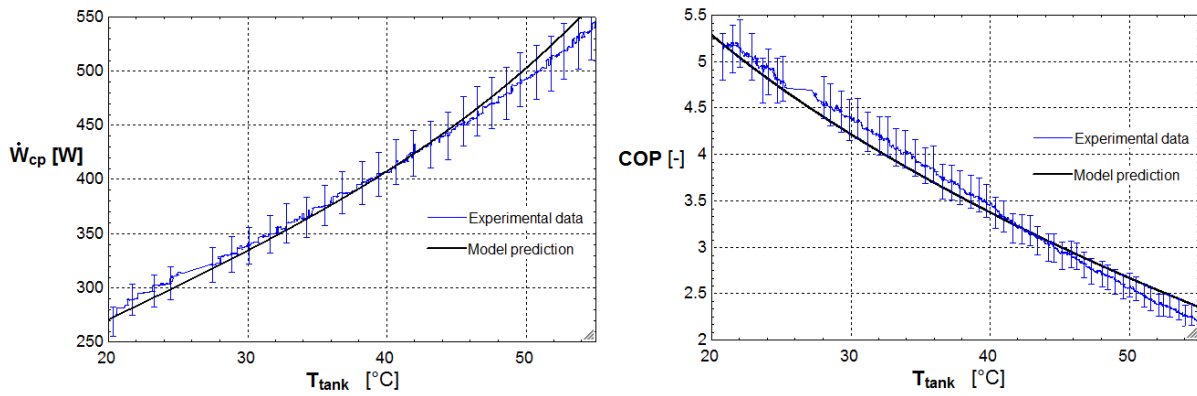 550
500
450
400
350
300
250
Ẇcp [W]
Experimental data
Model prediction
20
30
40
50
Ttank [°C]
5.5
5
4.5
4
3.5
3
2.5
2
COP [-]
Experimental data
Model prediction
20
30
40
50
Ttank [°C]